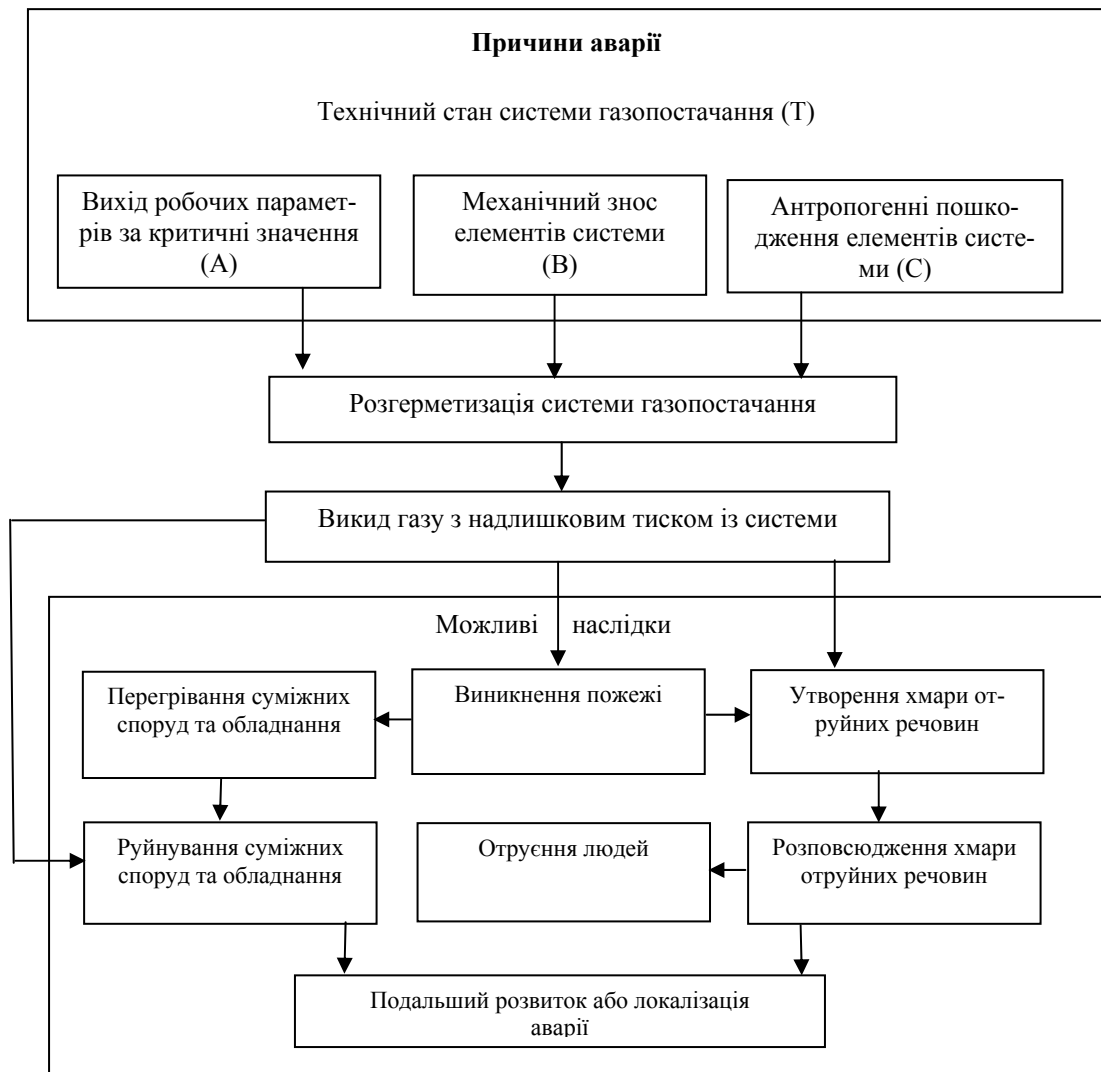 Причини аварії
Технічний стан системи газопостачання (Т)
Вихід робочих парамет-
рів за критичні значення
(А)
Механічний знос
елементів системи
(В)
Антропогенні пошко-
дження елементів систе-
ми (С)
Розгерметизація системи газопостачання
Викид газу з надлишковим тиском із системи
Можливі наслідки
Перегрівання суміжних
споруд та обладнання
Виникнення пожежі
Утворення хмари от-
руйних речовин
Руйнування суміжних
споруд та обладнання
Отруєння людей
Розповсюдження хмари
отруйних речовин
Подальший розвиток або локалізація
аварії